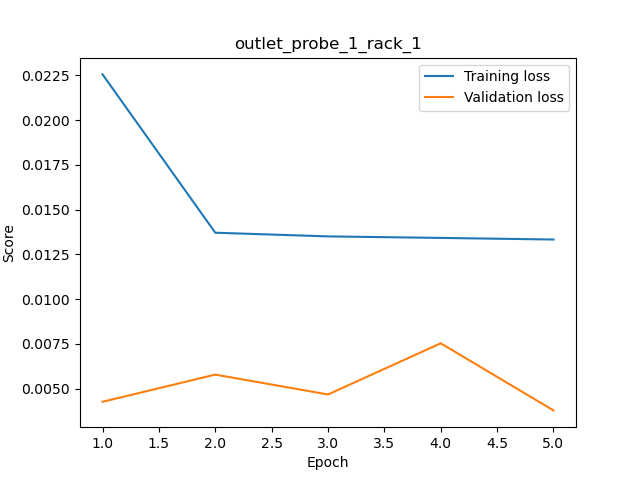 outlet_probe_1_rack_1
Training loss
Validation loss
0.0225
0.0200
0.0175
0.0150
0.0125
0.0100
0.0075
0.0050
Score
1.0 1.5 2.0 2.5 3.0 3.5 4.0 4.5 5.0
Epoch